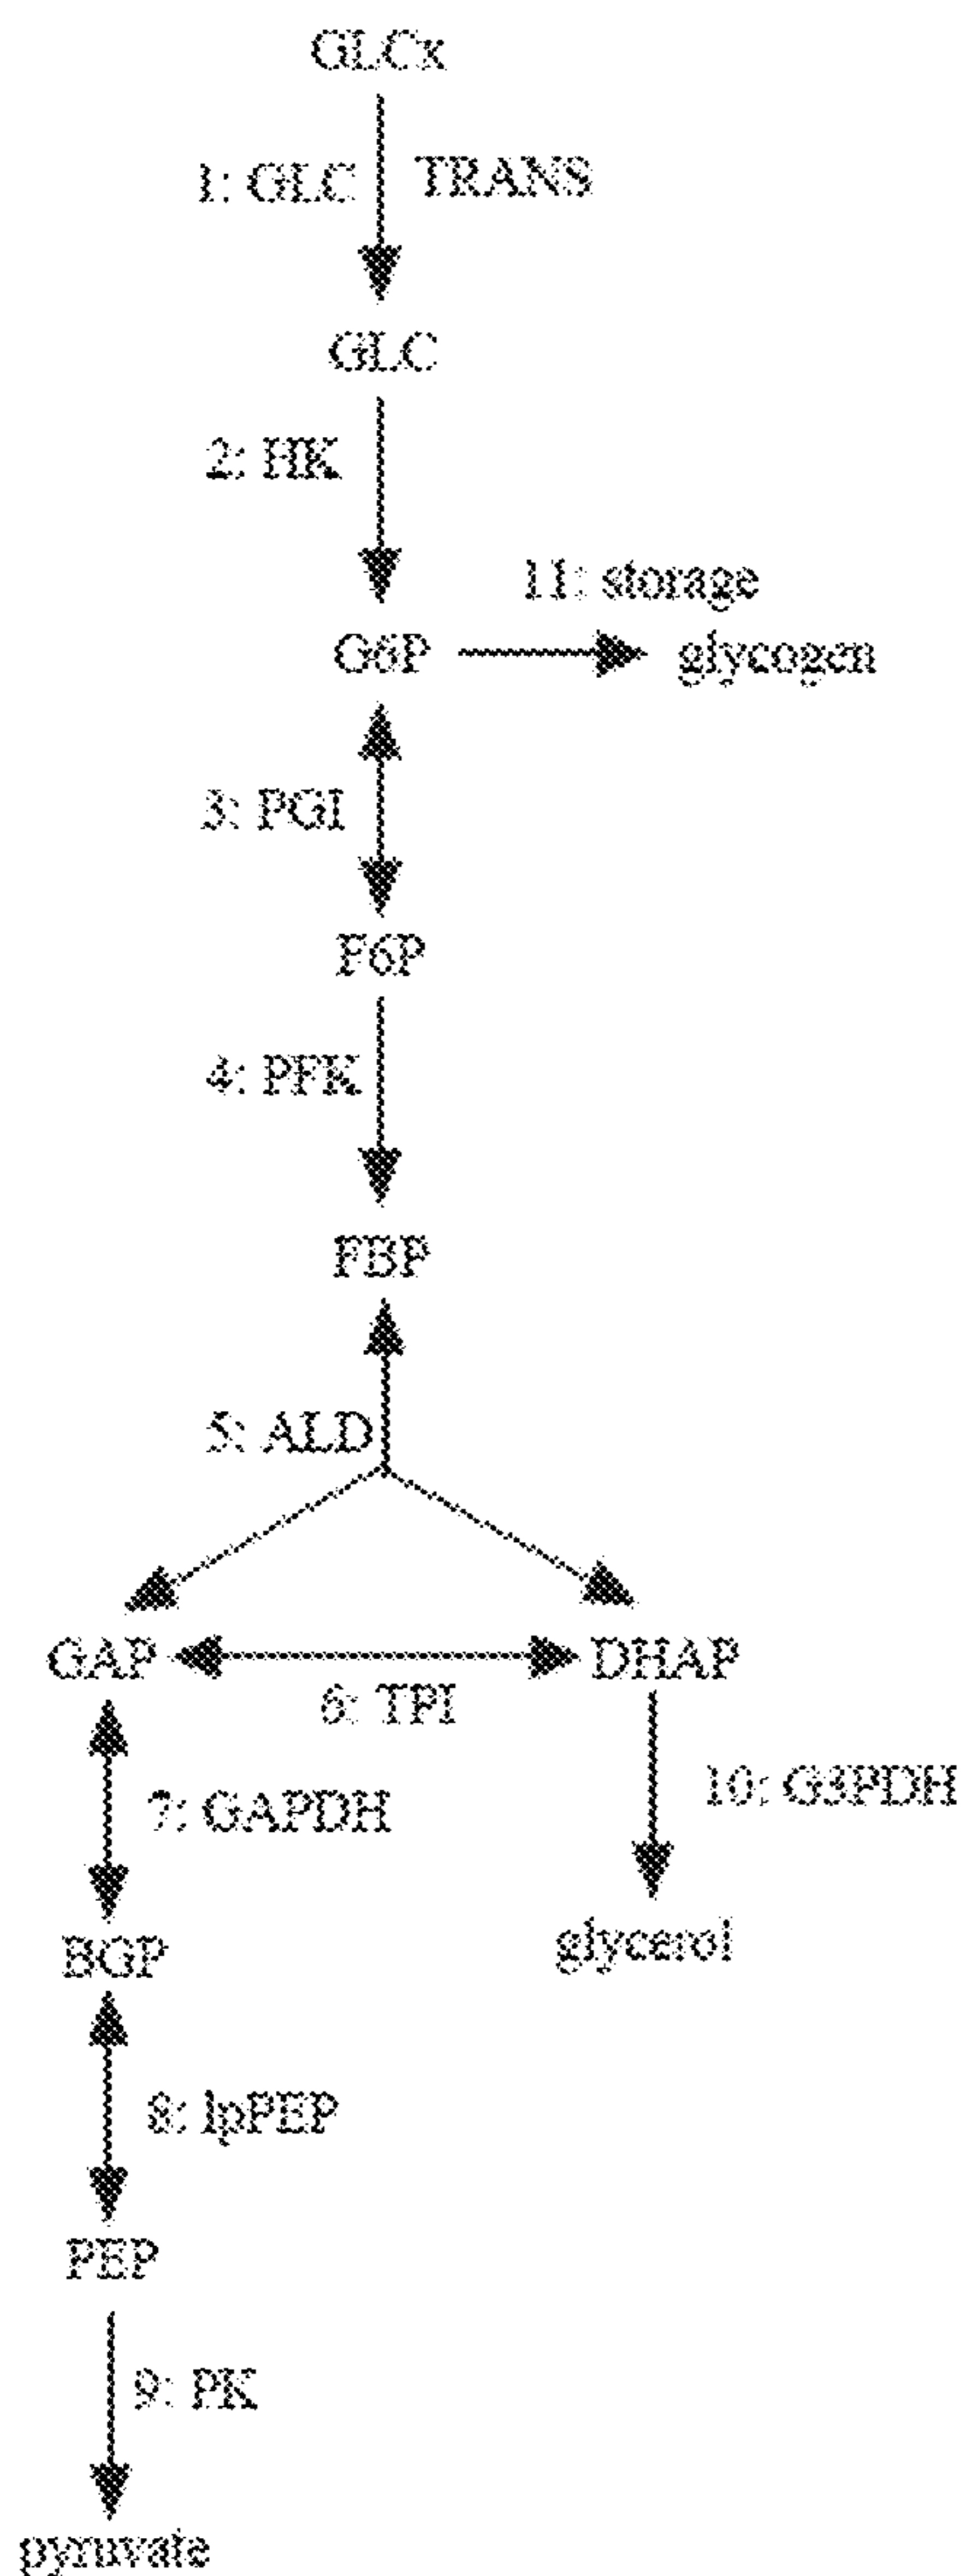 GLCx
1: GLC TRANS
GLC
2: HK
11: storage
G6P glycogen
3: PGI
F6P
4: PFK
FBP
5: ALD
GAP DHAP
6: TPI
7: GAPDH 10: G3PDH
BGP glycerol
8: lpPEP
PEP
9: PK
pyruvate